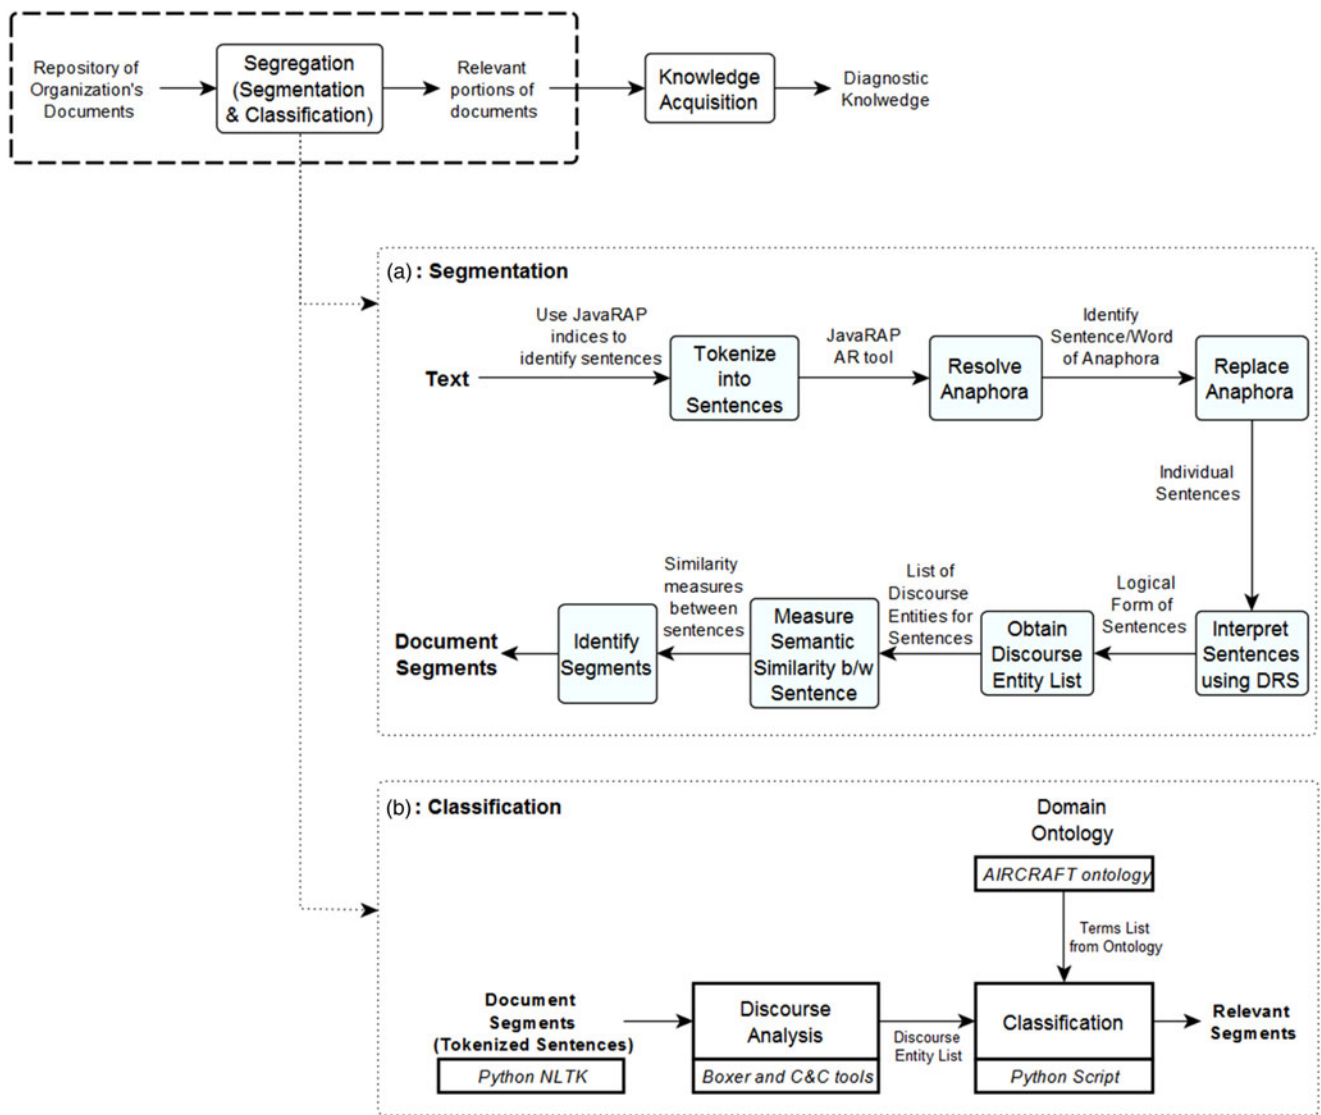 Repository of
Organization's
Documents
Segregation
(Segmentation
& Classification)
Relevant
portions of
documents
Knowledge
Acquisition
Diagnostic
Knolwedge
(a) : Segmentation
Text
Use JavaRAP
indices to
identify sentences
Tokenize
into
Sentences
JavaRAP
AR tool
Resolve
Anaphora
Identify
Sentence/Word
of Anaphora
Replace
Anaphora
Individual
Sentences
Interpret
Sentences
using DRS
Logical
Form of
Sentences
Obtain
Discourse
Entity List
List of
Discourse
Entities for
Sentences
Measure
Semantic
Similarity b/w
Sentence
Similarity
measures
between
sentences
Identify
Segments
Document
Segments
(b) : Classification
Domain
Ontology
AIRCRAFT ontology
Terms List
from Ontology
Document
Segments
(Tokenized Sentences)
Python NLTK
Discourse
Analysis
Boxer and C&C tools
Discourse
Entity List
Classification
Python Script
Relevant
Segments